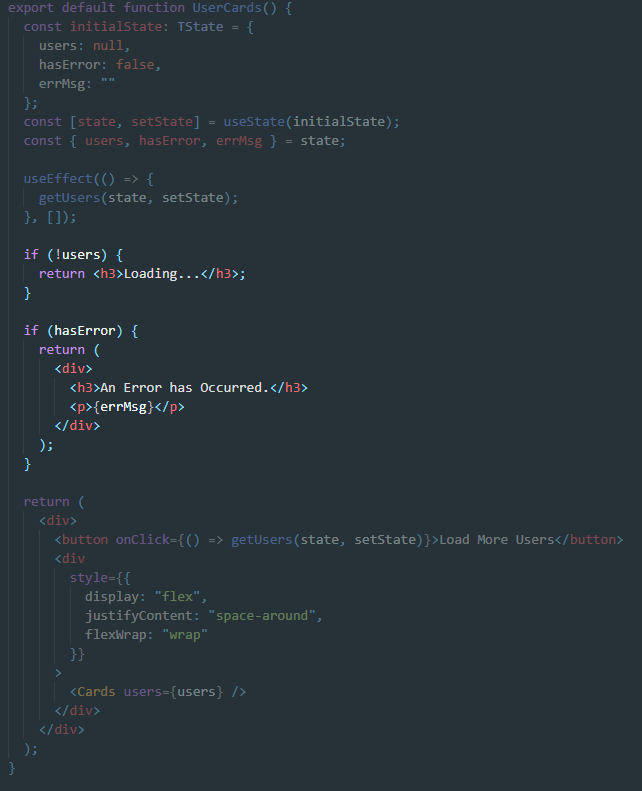 export default function UserCards() {
  const initialState: TState = {
    users: null,
    hasError: false,
    errMsg: ""
  };
  const [state, setState] = useState(initialState);
  const { users, hasError, errMsg } = state;

  useEffect(() => {
    getUsers(state, setState);
  }, []);

  if (!users) {
    return <h3>Loading...</h3>;
  }

  if (hasError) {
    return (
      <div>
        <h3>An Error has Occurred.</h3>
        <p>{errMsg}</p>
      </div>
    );
  }

  return (
    <div>
      <button onClick={() => getUsers(state, setState)}>Load More Users</button>
      <div
        style={{
          display: "flex",
          justifyContent: "space-around",
          flexWrap: "wrap"
        }}
      >
        <Cards users={users} />
      </div>
    </div>
  );
}